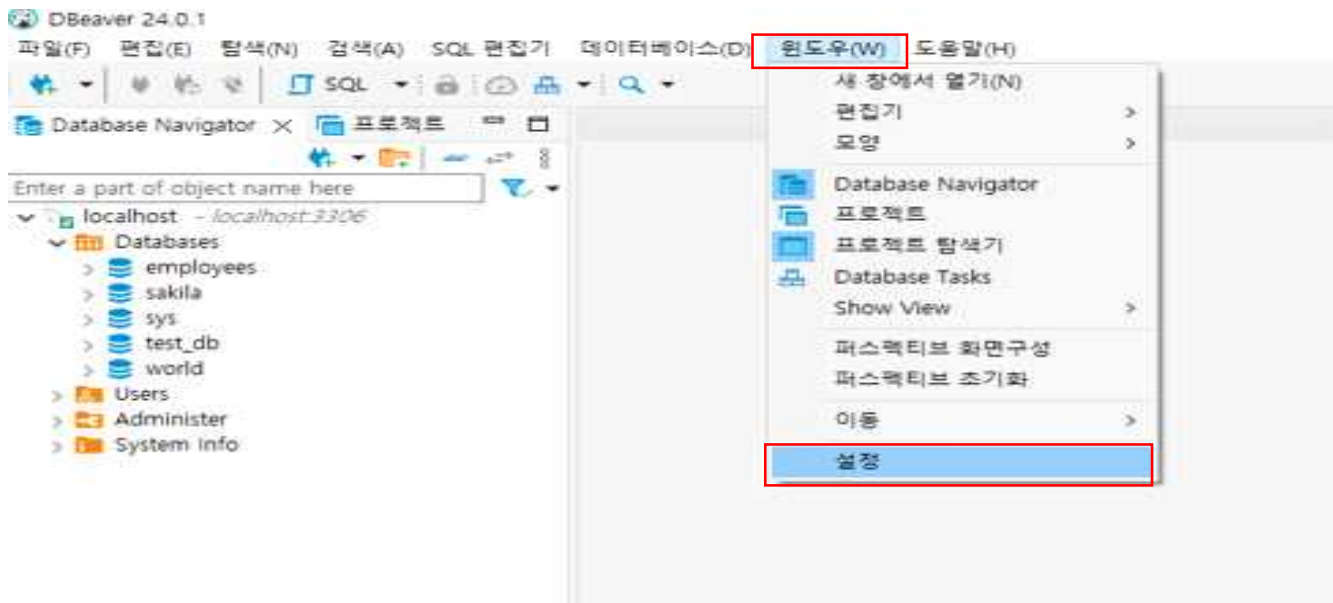 DBeaver 24.0.1
파일(F) 편집(E) 탐색(N) 검색(A) SQL 편집기 데이터베이스(D) 윈도우(W) 도움말(H)
SQL
새 창에서 열기(N)
Database Navigator 프로젝트
편집기
모양
Enter a part of object name here
Database Navigator
localhost - localhost:3306
프로젝트
Databases
프로젝트 탐색기
employees
Database Tasks
sakila
Show View
sys
test_db
퍼스펙티브 화면구성
world
퍼스펙티브 초기화
Users
Administer
이동
System Info
설정